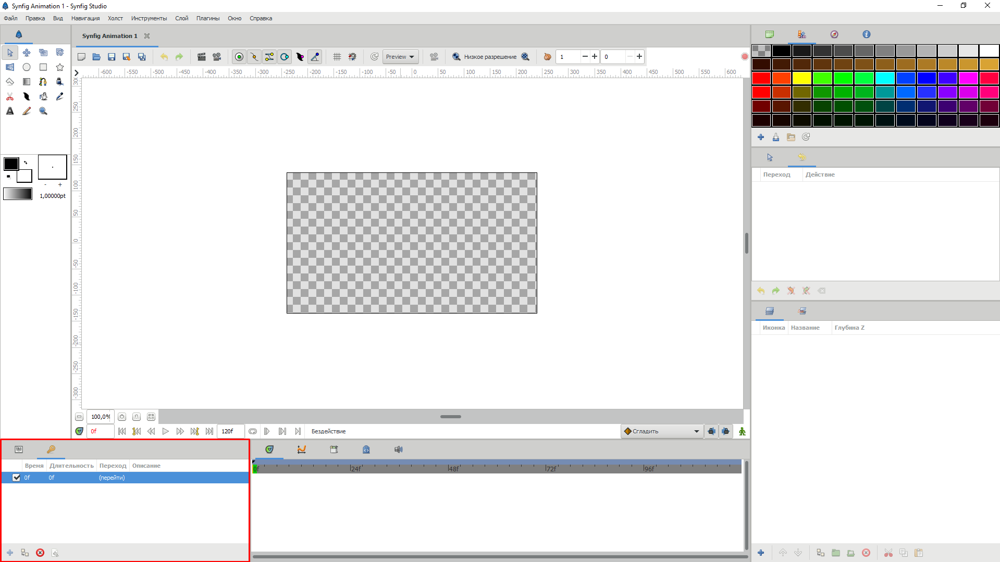 Synfig Animation 1 - Synfig Studio
Файл Правка Вид Навигация Холст Инструменты Слой Плагины Окно Справка
Synfig Animation 1
Preview Низкое разрешение 1 0
-600 -550 -500 -450 -400 -350 -300 -250 -200 -150 -100 -50 0 50 100 150 200 250 300 350 400 450 500 550 600
300
250
200
150
100
50
0
-50
-100
-150
-200
-250
-300
- +
1,00000pt
Переход Действие
Иконка Название Глубина Z
100,0%
0f 120f Бездействие Сгладить
Время Длительность Переход Описание
0f 0f (перейти)
0f 24f 48f 72f 96f